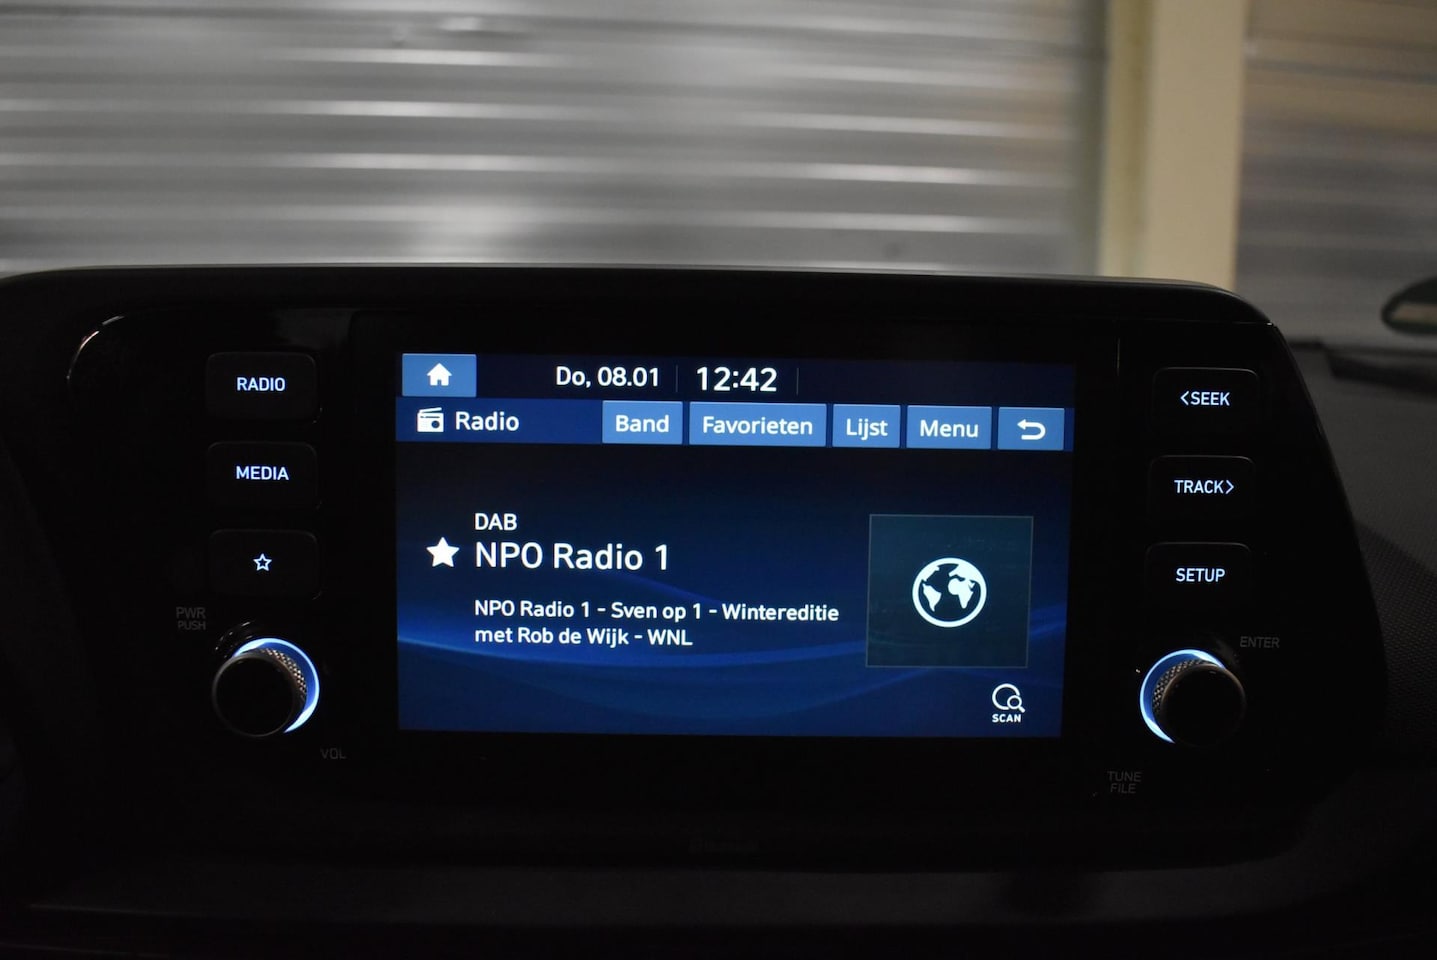 Do, 08.01 12:42
Radio Band Favorieten Lijst Menu
RADIO
MEDIA
PWR
PUSH
VOL
DAB
NPO Radio 1
NPO Radio 1 - Sven op 1 - Wintereditie
met Rob de Wijk - WNL
SCAN
<SEEK
TRACK>
SETUP
ENTER
TUNE
FILE